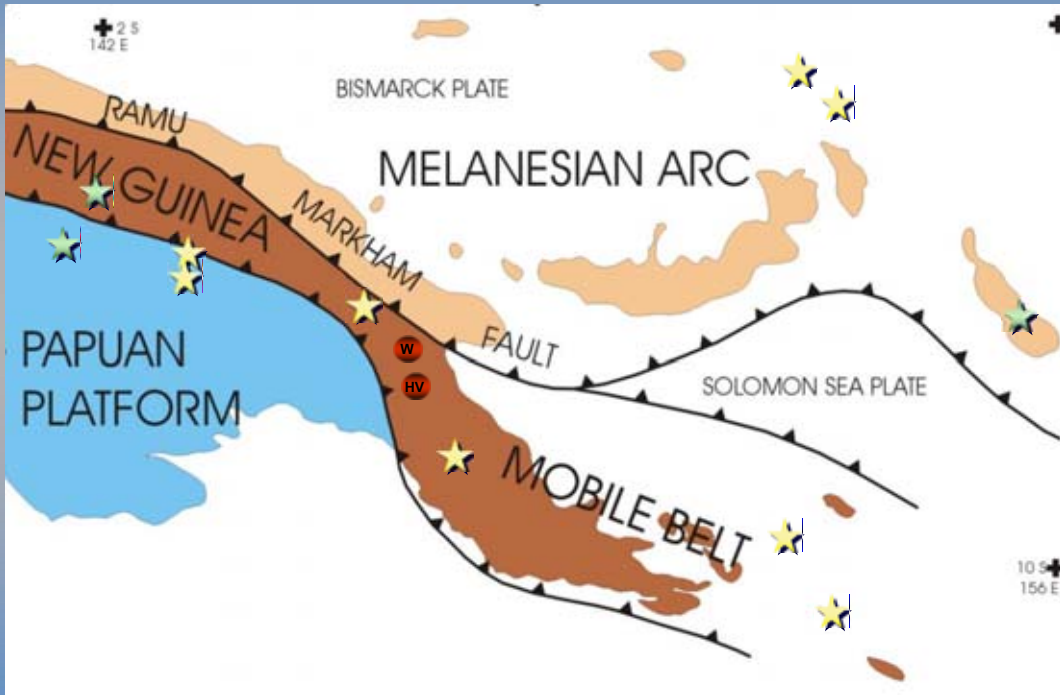 2 S
142 E
BISMARCK PLATE
RAMU
MELANESIAN ARC
NEW GUINEA
MARKHAM
FAULT
PAPUAN
PLATFORM
W
HV
SOLOMON SEA PLATE
MOBILE BELT
10 S
156 E